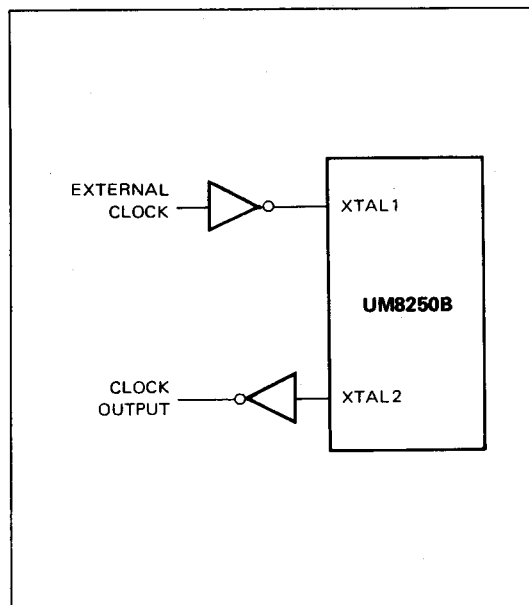 EXTERNAL
CLOCK
XTAL1
UM8250B
CLOCK
OUTPUT
XTAL2